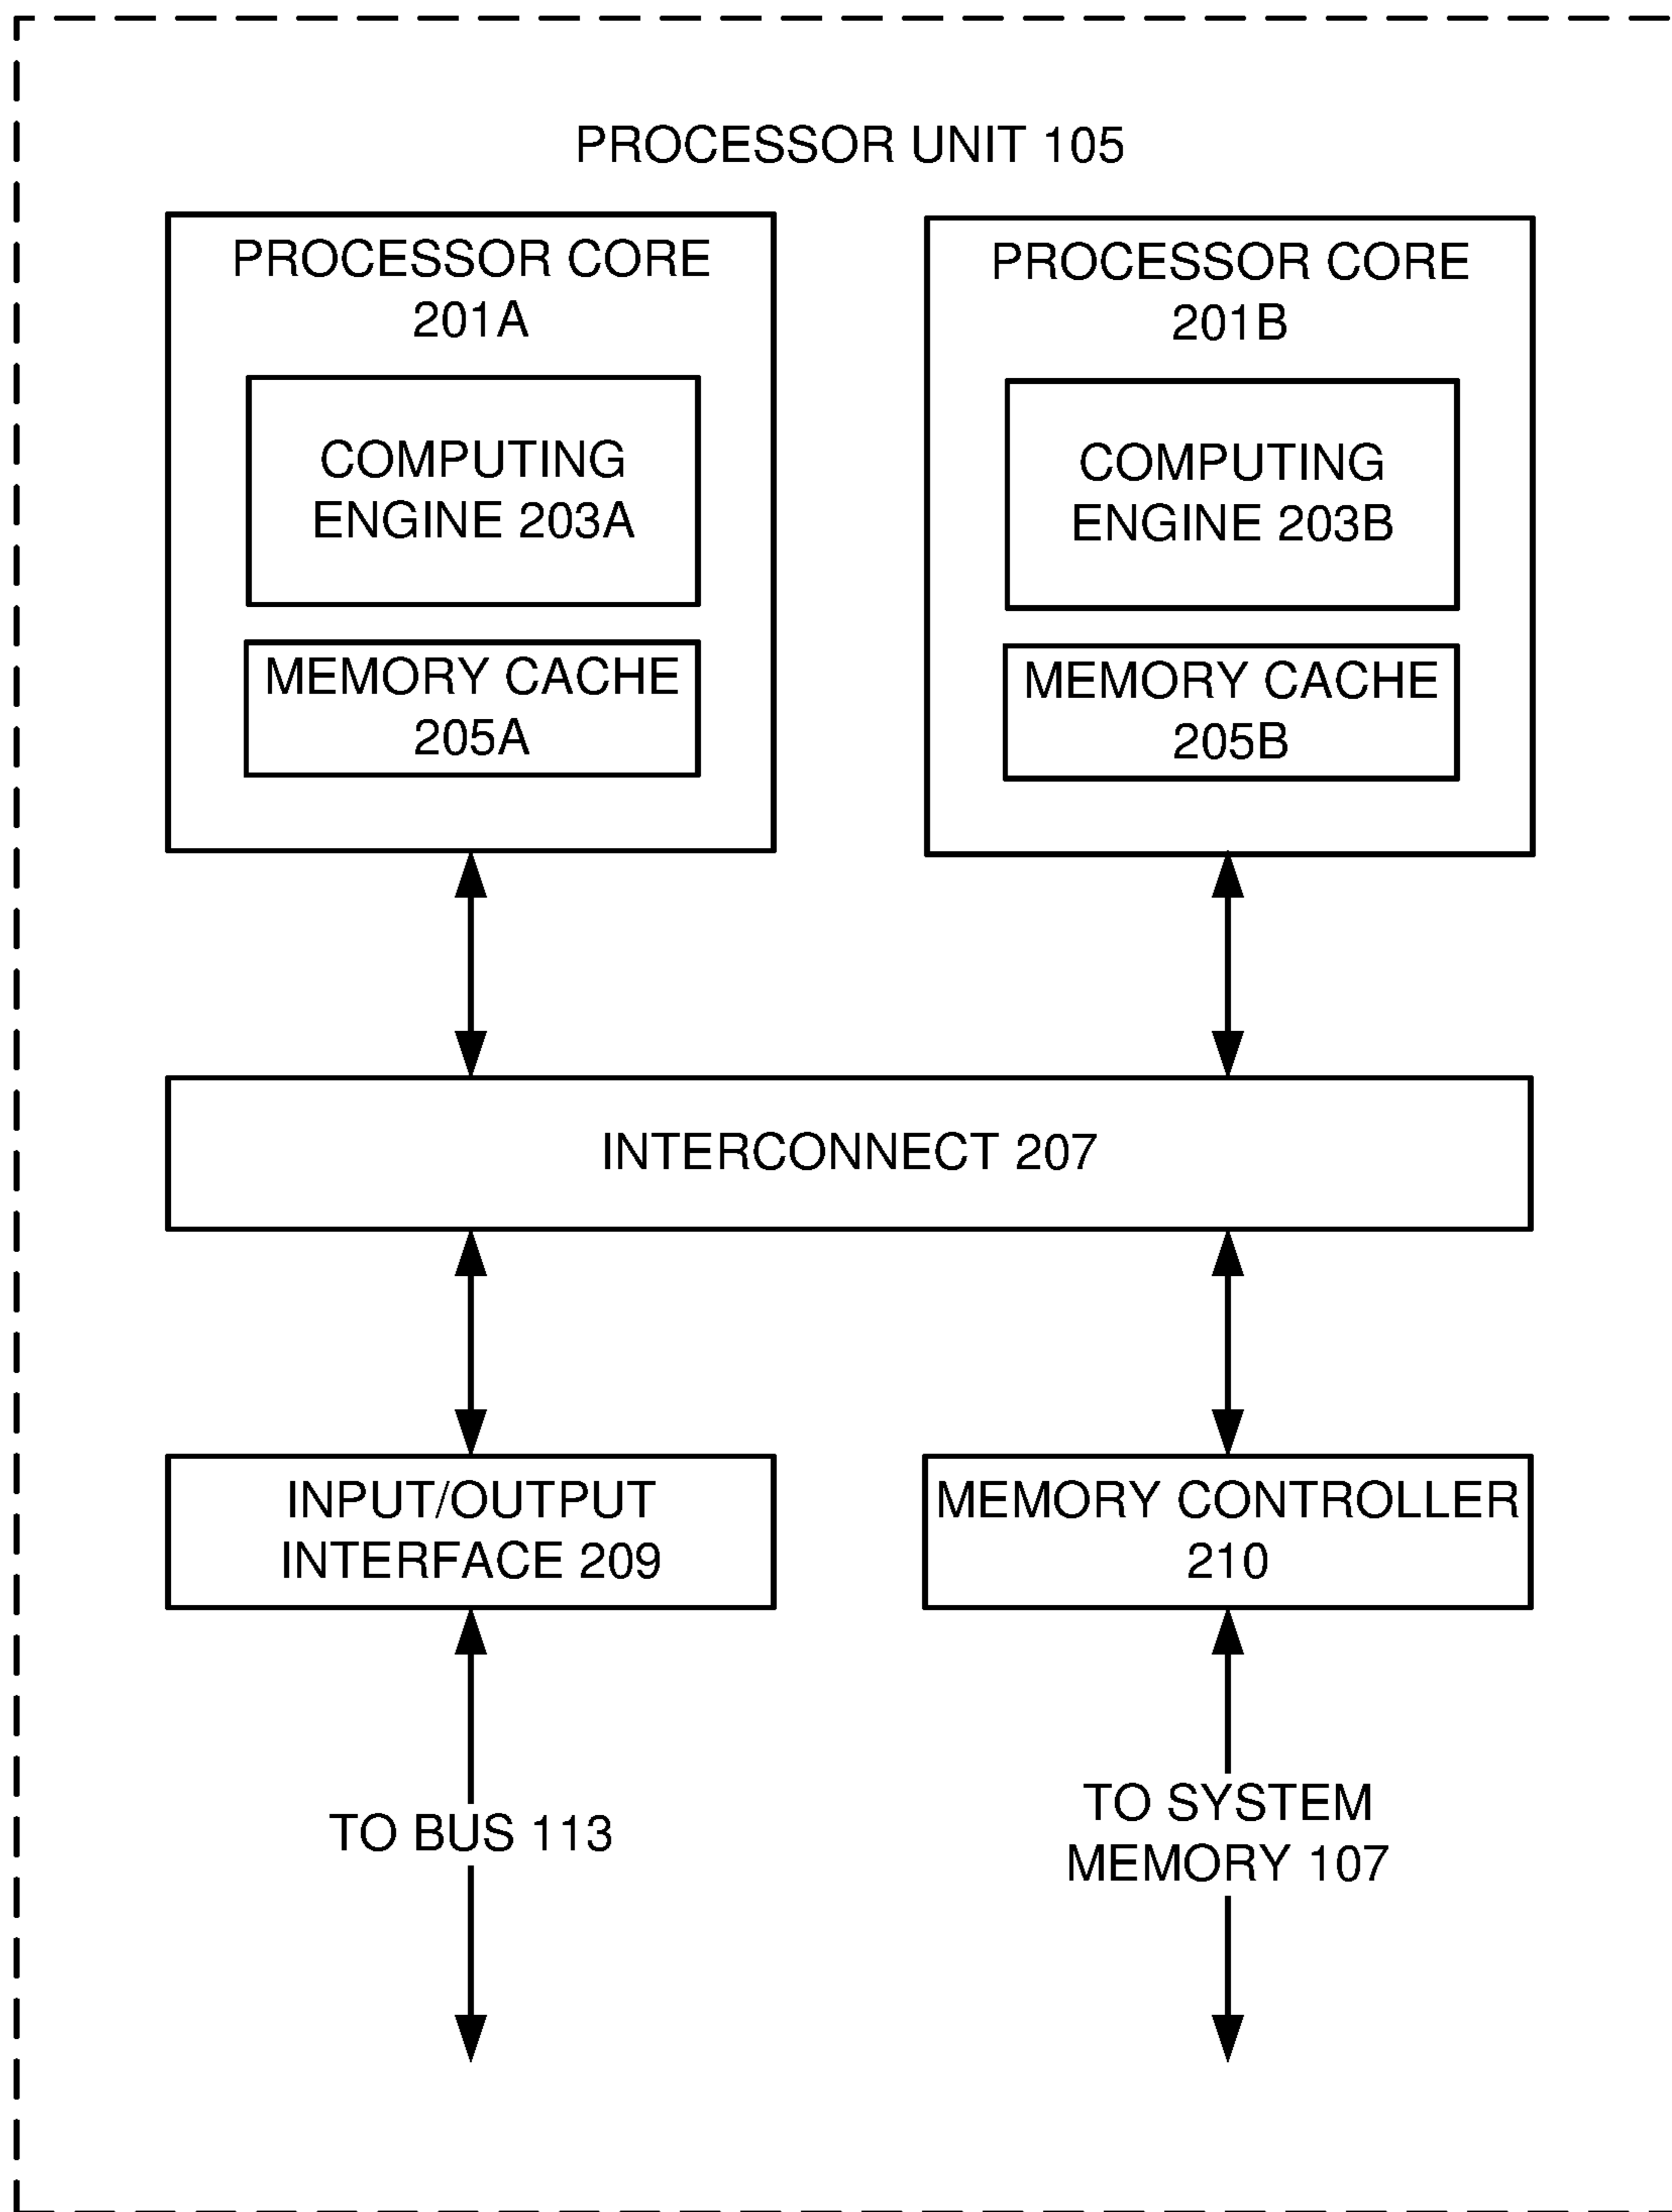 PROCESSOR UNIT 105
PROCESSOR CORE
201A
COMPUTING
ENGINE 203A
MEMORY CACHE
205A
PROCESSOR CORE
201B
COMPUTING
ENGINE 203B
MEMORY CACHE
205B
INTERCONNECT 207
INPUT/OUTPUT
INTERFACE 209
MEMORY CONTROLLER
210
TO BUS 113
TO SYSTEM
MEMORY 107